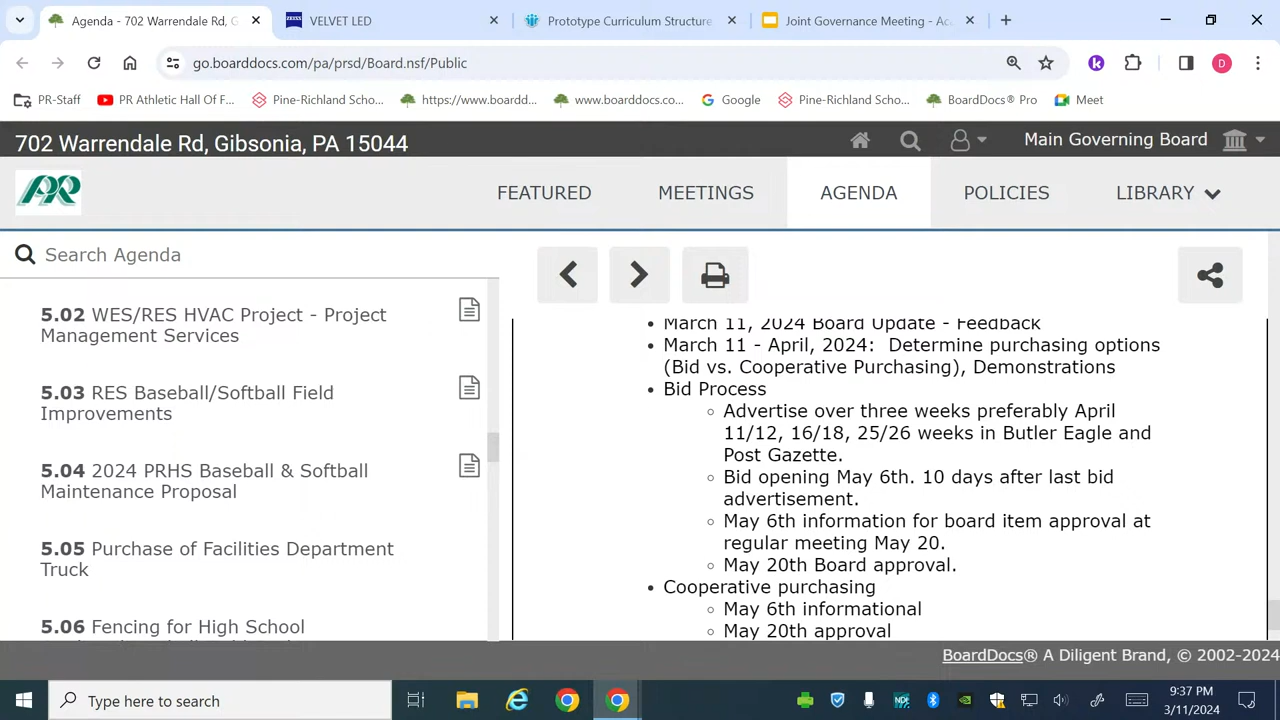 Agenda - 702 Warrendale Rd, G
VELVET LED
Prototype Curriculum Structure
Joint Governance Meeting - Ac
go.boarddocs.com/pa/prsd/Board.nsf/Public
D
PR-Staff
PR Athletic Hall Of F...
Pine-Richland Scho...
https://www.boardd...
www.boarddocs.co...
Google
Pine-Richland Scho...
BoardDocs® Pro
Meet
702 Warrendale Rd, Gibsonia, PA 15044
Main Governing Board
PR
FEATURED
MEETINGS
AGENDA
POLICIES
LIBRARY
Search Agenda
5.02 WES/RES HVAC Project - Project
Management Services
5.03 RES Baseball/Softball Field
Improvements
5.04 2024 PRHS Baseball & Softball
Maintenance Proposal
5.05 Purchase of Facilities Department
Truck
5.06 Fencing for High School
March 11, 2024 Board Update - Feedback
March 11 - April, 2024: Determine purchasing options
(Bid vs. Cooperative Purchasing), Demonstrations
Bid Process
Advertise over three weeks preferably April
11/12, 16/18, 25/26 weeks in Butler Eagle and
Post Gazette.
Bid opening May 6th. 10 days after last bid
advertisement.
May 6th information for board item approval at
regular meeting May 20.
May 20th Board approval.
Cooperative purchasing
May 6th informational
May 20th approval
BoardDocs® A Diligent Brand, © 2002-2024
Type here to search
9:37 PM
3/11/2024